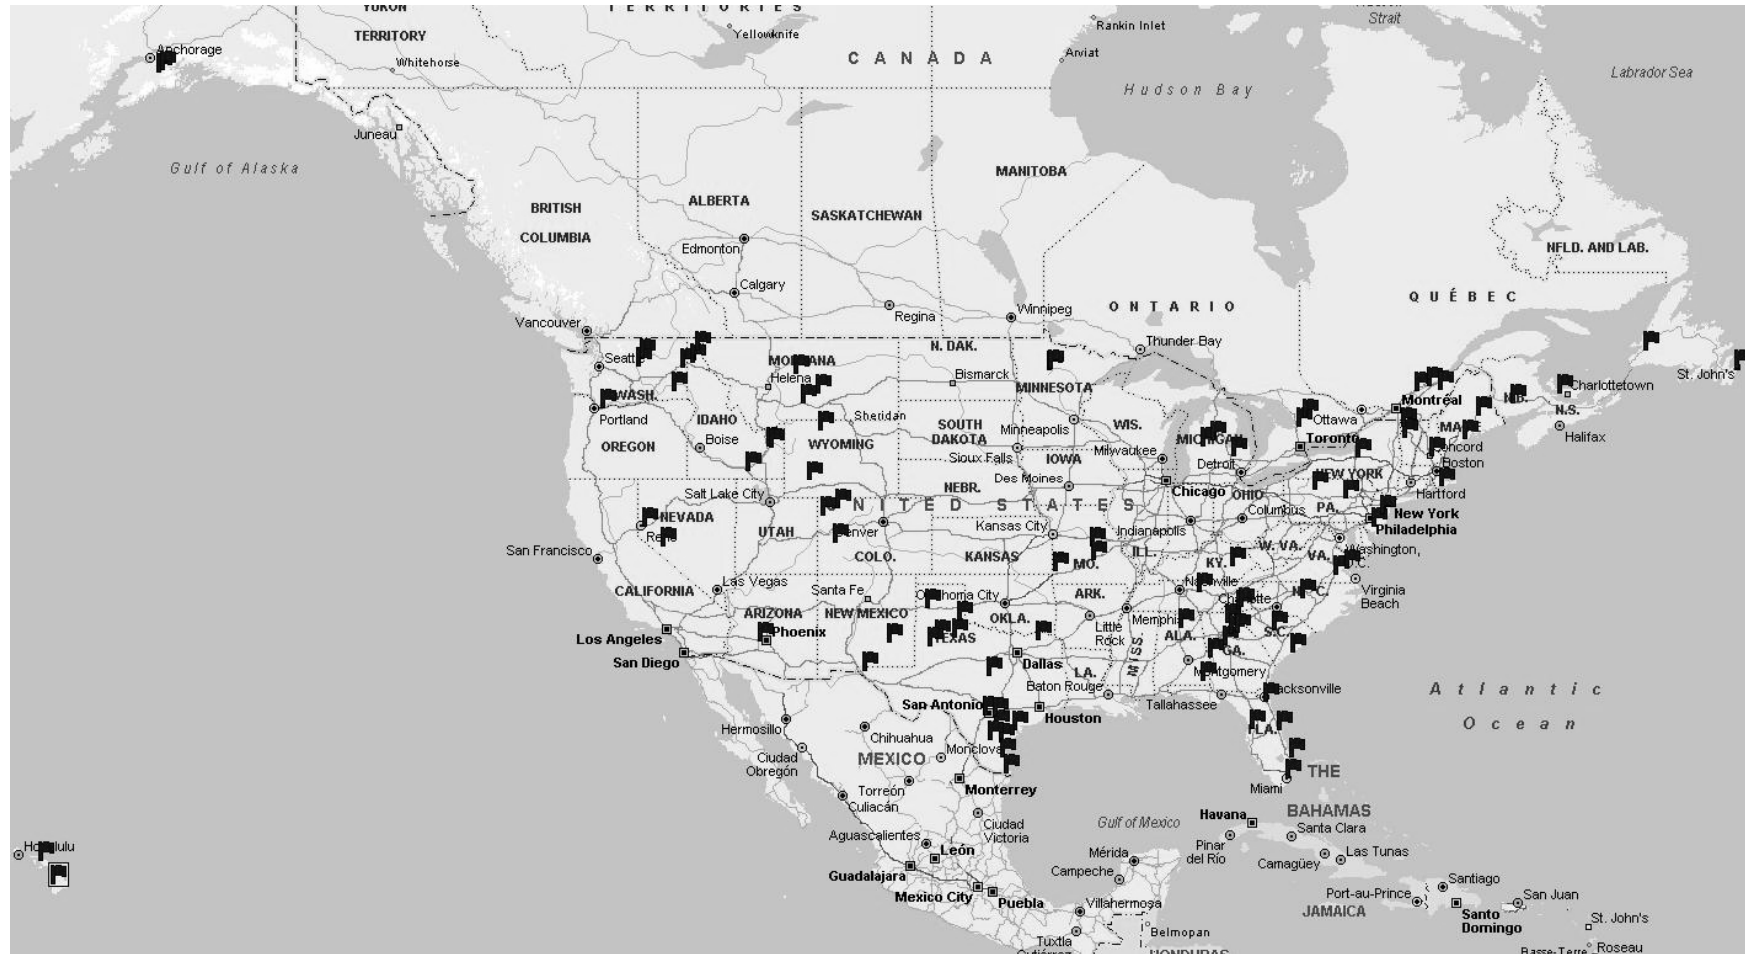 YUKON
TERRITORY
TERRITORIES
Yellowknife
Rankin Inlet
Strait
Anchorage
Whitehorse
CANADA
Arviat
Labrador Sea
Hudson Bay
Juneau
Gulf of Alaska
MANITOBA
ALBERTA
BRITISH
COLUMBIA
SASKATCHEWAN
Edmonton
NFLD. AND LAB.
Calgary
QUÉBEC
ONTARIO
Regina
Winnipeg
Vancouver
Thunder Bay
Seattle
MONTANA
N. DAK.
Helena
Bismarck
MINNESOTA
St. John's
Charlottetown
WASH.
Montréal
N.B.
N.S.
Portland
IDAHO
Sheridan
Ottawa
Halifax
OREGON
Boise
WYOMING
SOUTH
DAKOTA
Minneapolis
WIS.
MICHIGAN
Toronto
MAINE
Concord
Sioux Falls
IOWA
Milwaukee
Detroit
Boston
NEW YORK
Salt Lake City
NEBR.
Des Moines
Chicago
OHIO
Hartford
UNITED STATES
NEVADA
UTAH
Denver
Kansas City
Indianapolis
Columbus
PA.
New York
Philadelphia
Reno
San Francisco
COLO.
KANSAS
MO.
ILL.
KY.
W. VA.
VA.
Washington,
D.C.
CALIFORNIA
Las Vegas
Santa Fe
Oklahoma City
ARK.
Nashville
Charlotte
N.C.
Virginia
Beach
ARIZONA
NEW MEXICO
OKLA.
Little
Rock
Memphis
Los Angeles
Phoenix
TEXAS
MISS
ALA.
GA.
S.C.
San Diego
Dallas
LA.
Montgomery
Baton Rouge
Tallahassee
Jacksonville
San Antonio
Houston
Atlantic
Ocean
Hermosillo
Chihuahua
FLA.
Ciudad
Obregón
MEXICO
Monclova
THE
BAHAMAS
Torreón
Monterrey
Miami
Culiacán
Ciudad
Victoria
Gulf of Mexico
Havana
Santa Clara
Honolulu
Aguascalientes
León
Mérida
Pinar
del Río
Camagüey
Las Tunas
Guadalajara
Campeche
Mexico City
Puebla
Villahermosa
Port-au-Prince
Santiago
San Juan
JAMAICA
Santo
Domingo
St. John's
Tuxtla
Gutiérrez
Belmopan
HONDURAS
Basse-Terre
Roseau